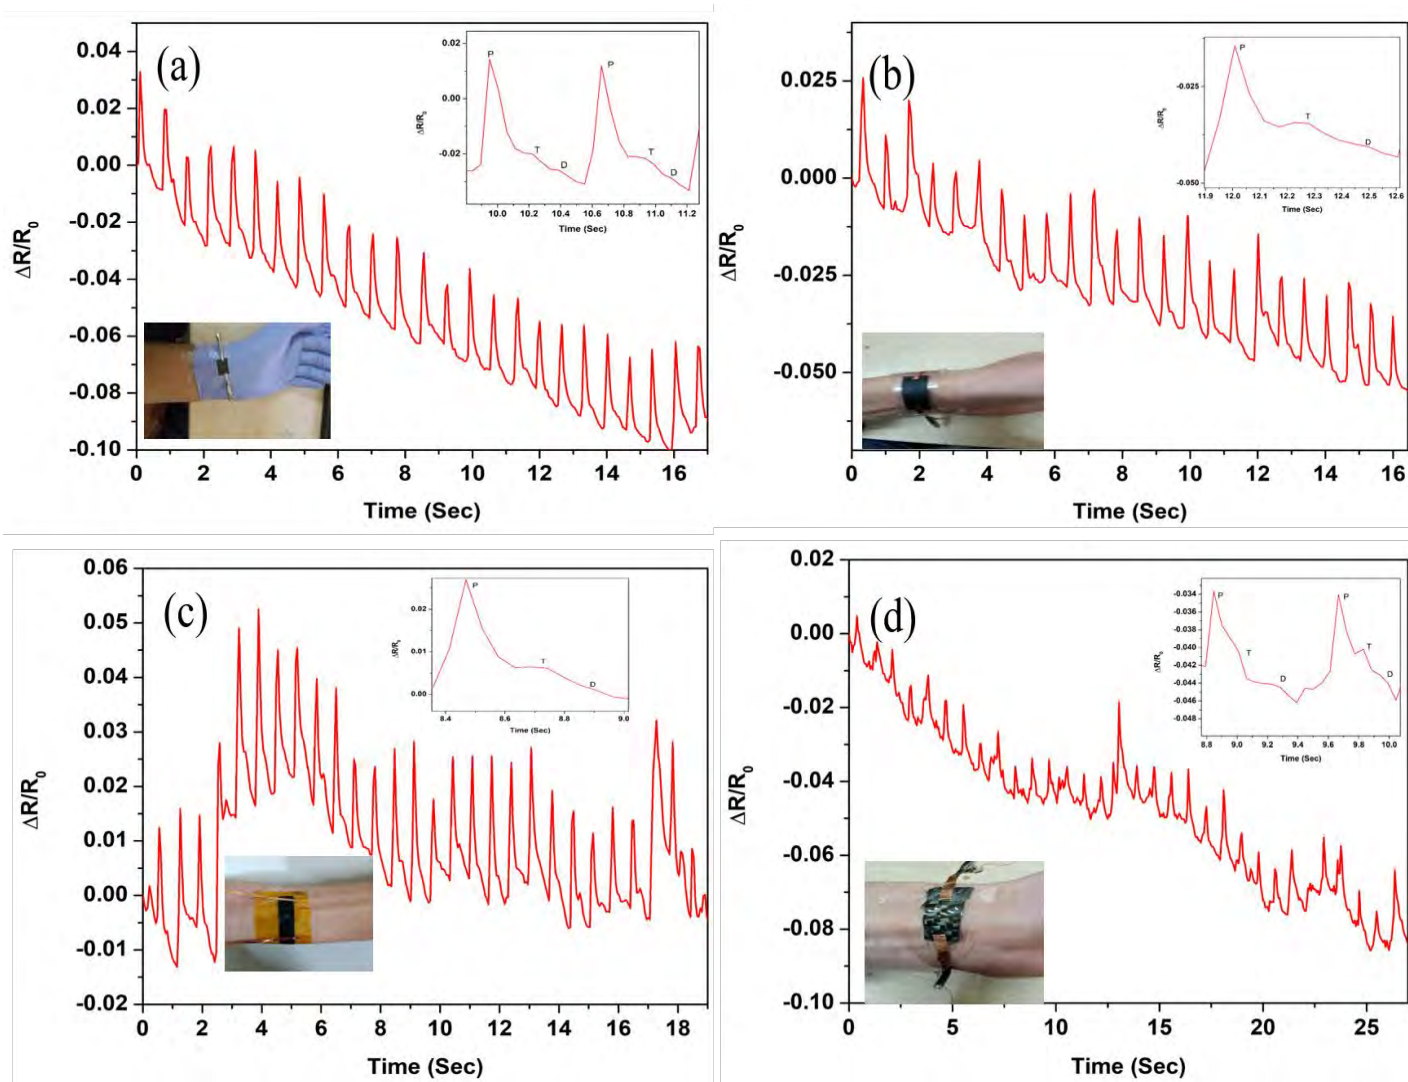 (a)
ΔR/R0
0.04
0.02
0.00
-0.02
-0.04
-0.06
-0.08
-0.10
0 2 4 6 8 10 12 14 16
Time (Sec)
ΔR/R0
0.02
0.00
-0.02
P P
T D T D
10.0 10.2 10.4 10.6 10.8 11.0 11.2
Time (Sec)
(b)
ΔR/R0
0.025
0.000
-0.025
-0.050
0 2 4 6 8 10 12 14 16
Time (Sec)
ΔR/R0
-0.025
-0.050
P
T
D
11.9 12.0 12.1 12.2 12.3 12.4 12.5 12.6
Time (Sec)
(c)
ΔR/R0
0.06
0.05
0.04
0.03
0.02
0.01
0.00
-0.01
-0.02
0 2 4 6 8 10 12 14 16 18
Time (Sec)
ΔR/R0
0.02
0.01
0.00
P
T
D
8.4 8.6 8.8 9.0
Time (Sec)
(d)
ΔR/R0
0.02
0.00
-0.02
-0.04
-0.06
-0.08
-0.10
0 5 10 15 20 25
Time (Sec)
ΔR/R0
-0.034
-0.036
-0.038
-0.040
-0.042
-0.044
-0.046
-0.048
P P
T D T D
8.8 9.0 9.2 9.4 9.6 9.8 10.0
Time (Sec)